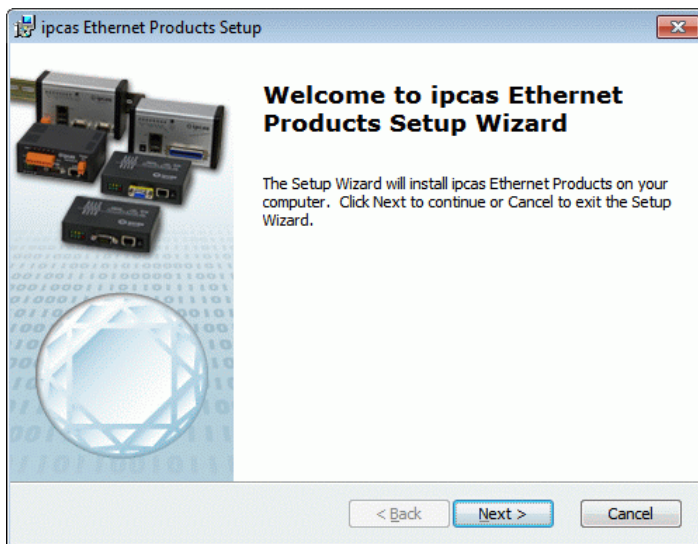 ipcas Ethernet Products Setup
Welcome to ipcas Ethernet
Products Setup Wizard
The Setup Wizard will install ipcas Ethernet Products on your
computer. Click Next to continue or Cancel to exit the Setup
Wizard.
< Back
Next >
Cancel